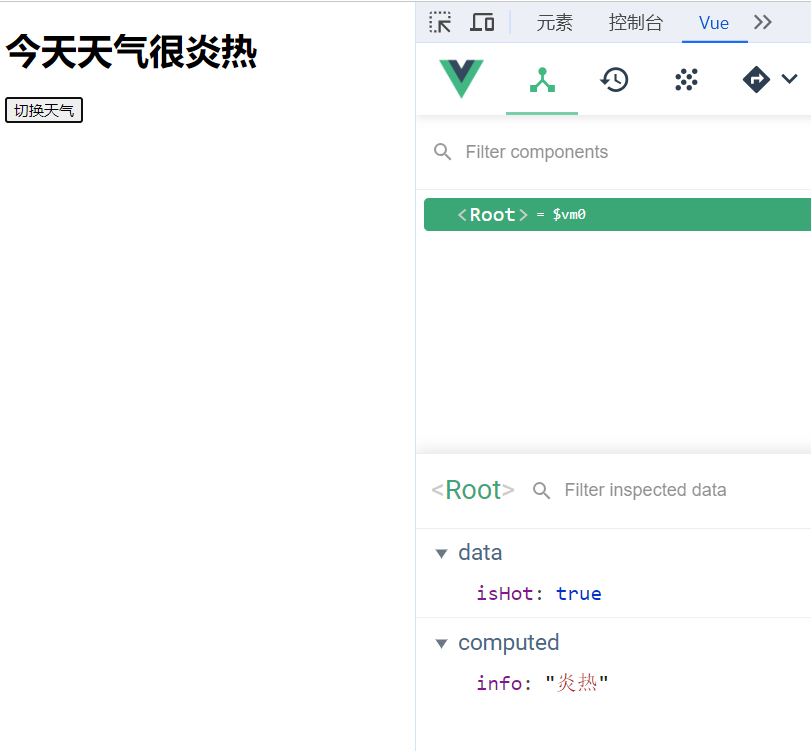 今天天气很炎热
切换天气
元素 控制台 Vue
Filter components
<Root> = $vm0
<Root> Filter inspected data
data
isHot: true
computed
info: "炎热"